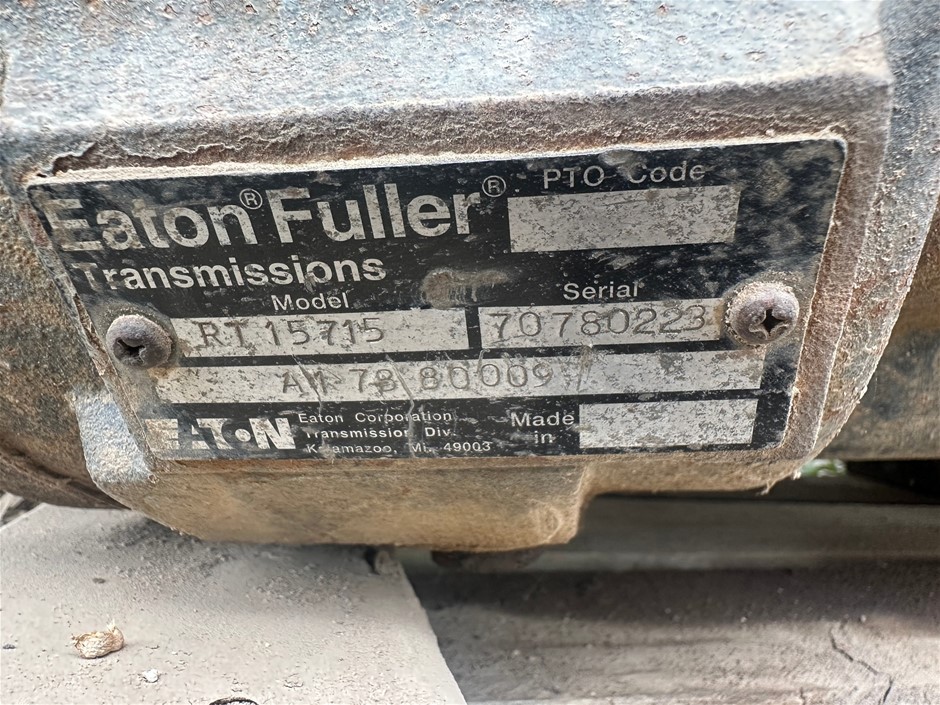 Eaton® Fuller®
Transmissions
PTO Code
Model
Serial
RT15715
70780223
AM 78 80009
EATON
Eaton Corporation
Transmission Div.
Kalamazoo, MI. 49003
Made
in